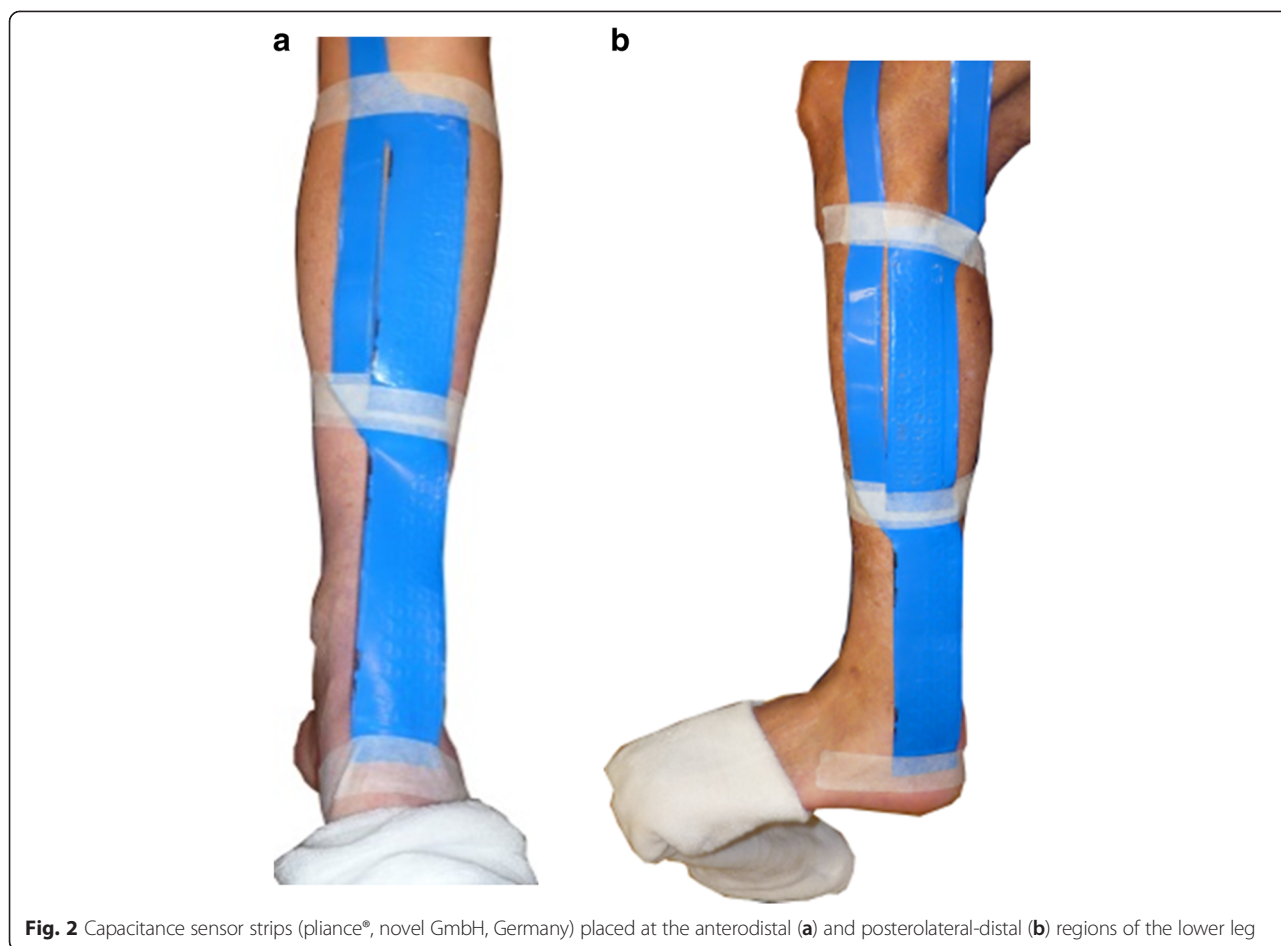 a
b
Fig. 2 Capacitance sensor strips (pliance®, novel GmbH, Germany) placed at the anterodistal (a) and posterolateral-distal (b) regions of the lower leg